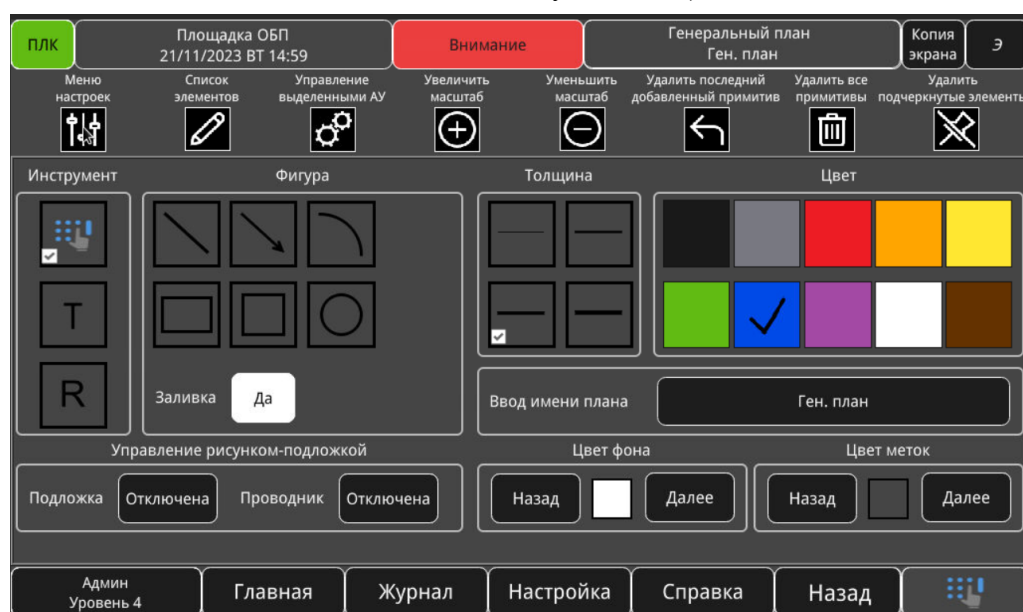 ПЛК
Площадка ОБП
21/11/2023 ВТ 14:59
Внимание
Генеральный план
Ген. план
Копия
экрана
Э
Меню
настроек
Список
элементов
Управление
выделенными АУ
Увеличить
масштаб
Уменьшить
масштаб
Удалить последний
добавленный примитив
Удалить все
примитивы
Удалить
подчеркнутые элементы
Инструмент
Фигура
Толщина
Цвет
T
R
Заливка
Да
Ввод имени плана
Ген. план
Управление рисунком-подложкой
Цвет фона
Цвет меток
Подложка
Отключена
Проводник
Отключена
Назад
Далее
Назад
Далее
Админ
Уровень 4
Главная
Журнал
Настройка
Справка
Назад